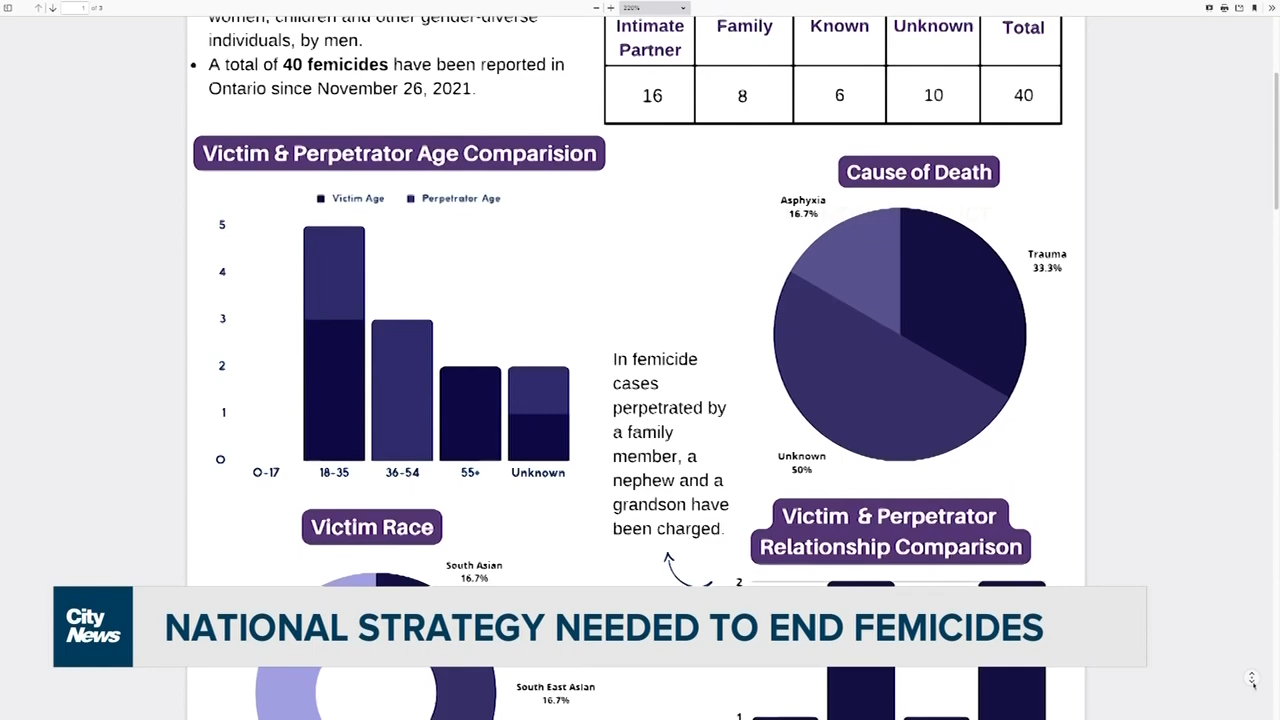 1 of 3
220%
women, children and other gender-diverse
individuals, by men.
• A total of 40 femicides have been reported in
Ontario since November 26, 2021.
Intimate Partner Family Known Unknown Total
16 8 6 10 40
Victim & Perpetrator Age Comparision
Victim Age Perpetrator Age
5
4
3
2
1
0
0-17 18-35 36-54 55+ Unknown
Cause of Death
Asphyxia
16.7%
Trauma
33.3%
Unknown
50%
In femicide
cases
perpetrated by
a family
member, a
nephew and a
grandson have
been charged.
Victim Race
South Asian
16.7%
South East Asian
16.7%
Victim & Perpetrator
Relationship Comparison
2
1
City
News
NATIONAL STRATEGY NEEDED TO END FEMICIDES